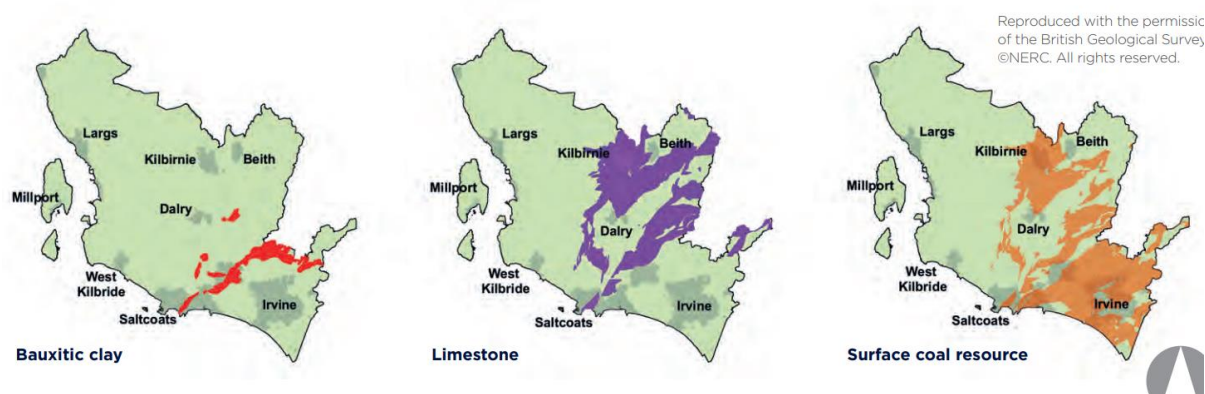 Reproduced with the permissio
of the British Geological Survey
©NERC. All rights reserved.
Largs
Kilbirnie
Beith
Millport
Dalry
West
Kilbride
Irvine
Saltcoats
Bauxitic clay
Largs
Kilbirnie
Beith
Millport
Dalry
West
Kilbride
Irvine
Saltcoats
Limestone
Largs
Kilbirnie
Beith
Millport
Dalry
West
Kilbride
Irvine
Saltcoats
Surface coal resource